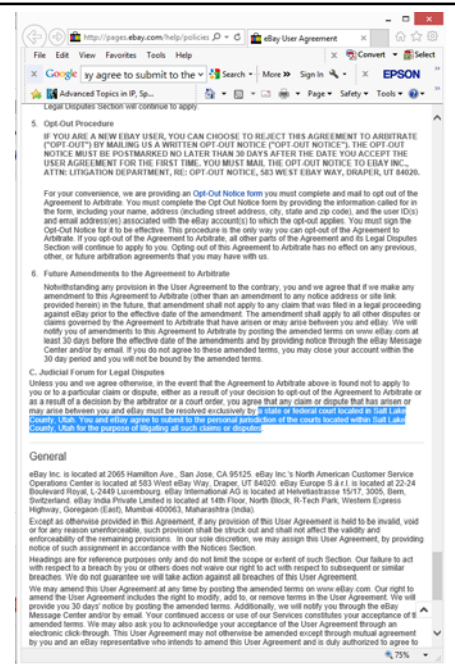 http://pages.ebay.com/help/policies
eBay User Agreement
File Edit View Favorites Tools Help
Convert
Select
Google
ay agree to submit to the
Search
More
Sign In
EPSON
Advanced Topics in IP, Sp...
Page
Safety
Tools
Legal Disputes Section will continue to apply.
5. Opt-Out Procedure
IF YOU ARE A NEW EBAY USER, YOU CAN CHOOSE TO REJECT THIS AGREEMENT TO ARBITRATE
("OPT-OUT") BY MAILING US A WRITTEN OPT-OUT NOTICE ("OPT-OUT NOTICE"). THE OPT-OUT
NOTICE MUST BE POSTMARKED NO LATER THAN 30 DAYS AFTER THE DATE YOU ACCEPT THE
USER AGREEMENT FOR THE FIRST TIME. YOU MUST MAIL THE OPT-OUT NOTICE TO EBAY INC.,
ATTN: LITIGATION DEPARTMENT, RE: OPT-OUT NOTICE, 583 WEST EBAY WAY, DRAPER, UT 84020.
For your convenience, we are providing an Opt-Out Notice form you must complete and mail to opt out of the
Agreement to Arbitrate. You must complete the Opt Out Notice form by providing the information called for in
the form, including your name, address (including street address, city, state and zip code), and the user ID(s)
and email address(es) associated with the eBay account(s) to which the opt-out applies. You must sign the
Opt-Out Notice for it to be effective. This procedure is the only way you can opt-out of the Agreement to
Arbitrate. If you opt-out of the Agreement to Arbitrate, all other parts of the Agreement and its Legal Disputes
Section will continue to apply to you. Opting out of this Agreement to Arbitrate has no effect on any previous,
other, or future arbitration agreements that you may have with us.
6. Future Amendments to the Agreement to Arbitrate
Notwithstanding any provision in the User Agreement to the contrary, you and we agree that if we make any
amendment to this Agreement to Arbitrate (other than an amendment to any notice address or site link
provided herein) in the future, that amendment shall not apply to any claim that was filed in a legal proceeding
against eBay prior to the effective date of the amendment. The amendment shall apply to all other disputes or
claims governed by the Agreement to Arbitrate that have arisen or may arise between you and eBay. We will
notify you of amendments to this Agreement to Arbitrate by posting the amended terms on www.ebay.com at
least 30 days before the effective date of the amendments and by providing notice through the eBay Message
Center and/or by email. If you do not agree to these amended terms, you may close your account within the
30 day period and you will not be bound by the amended terms.
C. Judicial Forum for Legal Disputes
Unless you and we agree otherwise, in the event that the Agreement to Arbitrate above is found not to apply to
you or to a particular claim or dispute, either as a result of your decision to opt-out of the Agreement to Arbitrate or
as a result of a decision by the arbitrator or a court order, you agree that any claim or dispute that has arisen or
may arise between you and eBay must be resolved exclusively by a state or federal court located in Salt Lake
County, Utah. You and eBay agree to submit to the personal jurisdiction of the courts located within Salt Lake
County, Utah for the purpose of litigating all such claims or disputes.
General
eBay Inc. is located at 2065 Hamilton Ave., San Jose, CA 95125. eBay Inc.'s North American Customer Service
Operations Center is located at 583 West eBay Way, Draper, UT 84020. eBay Europe S.à r.l. is located at 22-24
Boulevard Royal, L-2449 Luxembourg. eBay International AG is located at Helvetiastrasse 15/17, 3005, Bern,
Switzerland. eBay India Private Limited is located at 14th Floor, North Block, R-Tech Park, Western Express
Highway, Goregaon (East), Mumbai 400063, Maharashtra (India).
Except as otherwise provided in this Agreement, if any provision of this User Agreement is held to be invalid, void
or for any reason unenforceable, such provision shall be struck out and shall not affect the validity and
enforceability of the remaining provisions. In our sole discretion, we may assign this User Agreement, by providing
notice of such assignment in accordance with the Notices Section.
Headings are for reference purposes only and do not limit the scope or extent of such Section. Our failure to act
with respect to a breach by you or others does not waive our right to act with respect to subsequent or similar
breaches. We do not guarantee we will take action against all breaches of this User Agreement.
We may amend this User Agreement at any time by posting the amended terms on www.ebay.com. Our right to
amend the User Agreement includes the right to modify, add to, or remove terms in the User Agreement. We will
provide you 30 days' notice by posting the amended terms. Additionally, we will notify you through the eBay
Message Center and/or by email. Your continued access or use of our Services constitutes your acceptance of t
amended terms. We may also ask you to acknowledge your acceptance of the User Agreement through an
electronic click-through. This User Agreement may not otherwise be amended except through mutual agreement
by you and an eBay representative who intends to amend this User Agreement and is duly authorized to agree to
75%